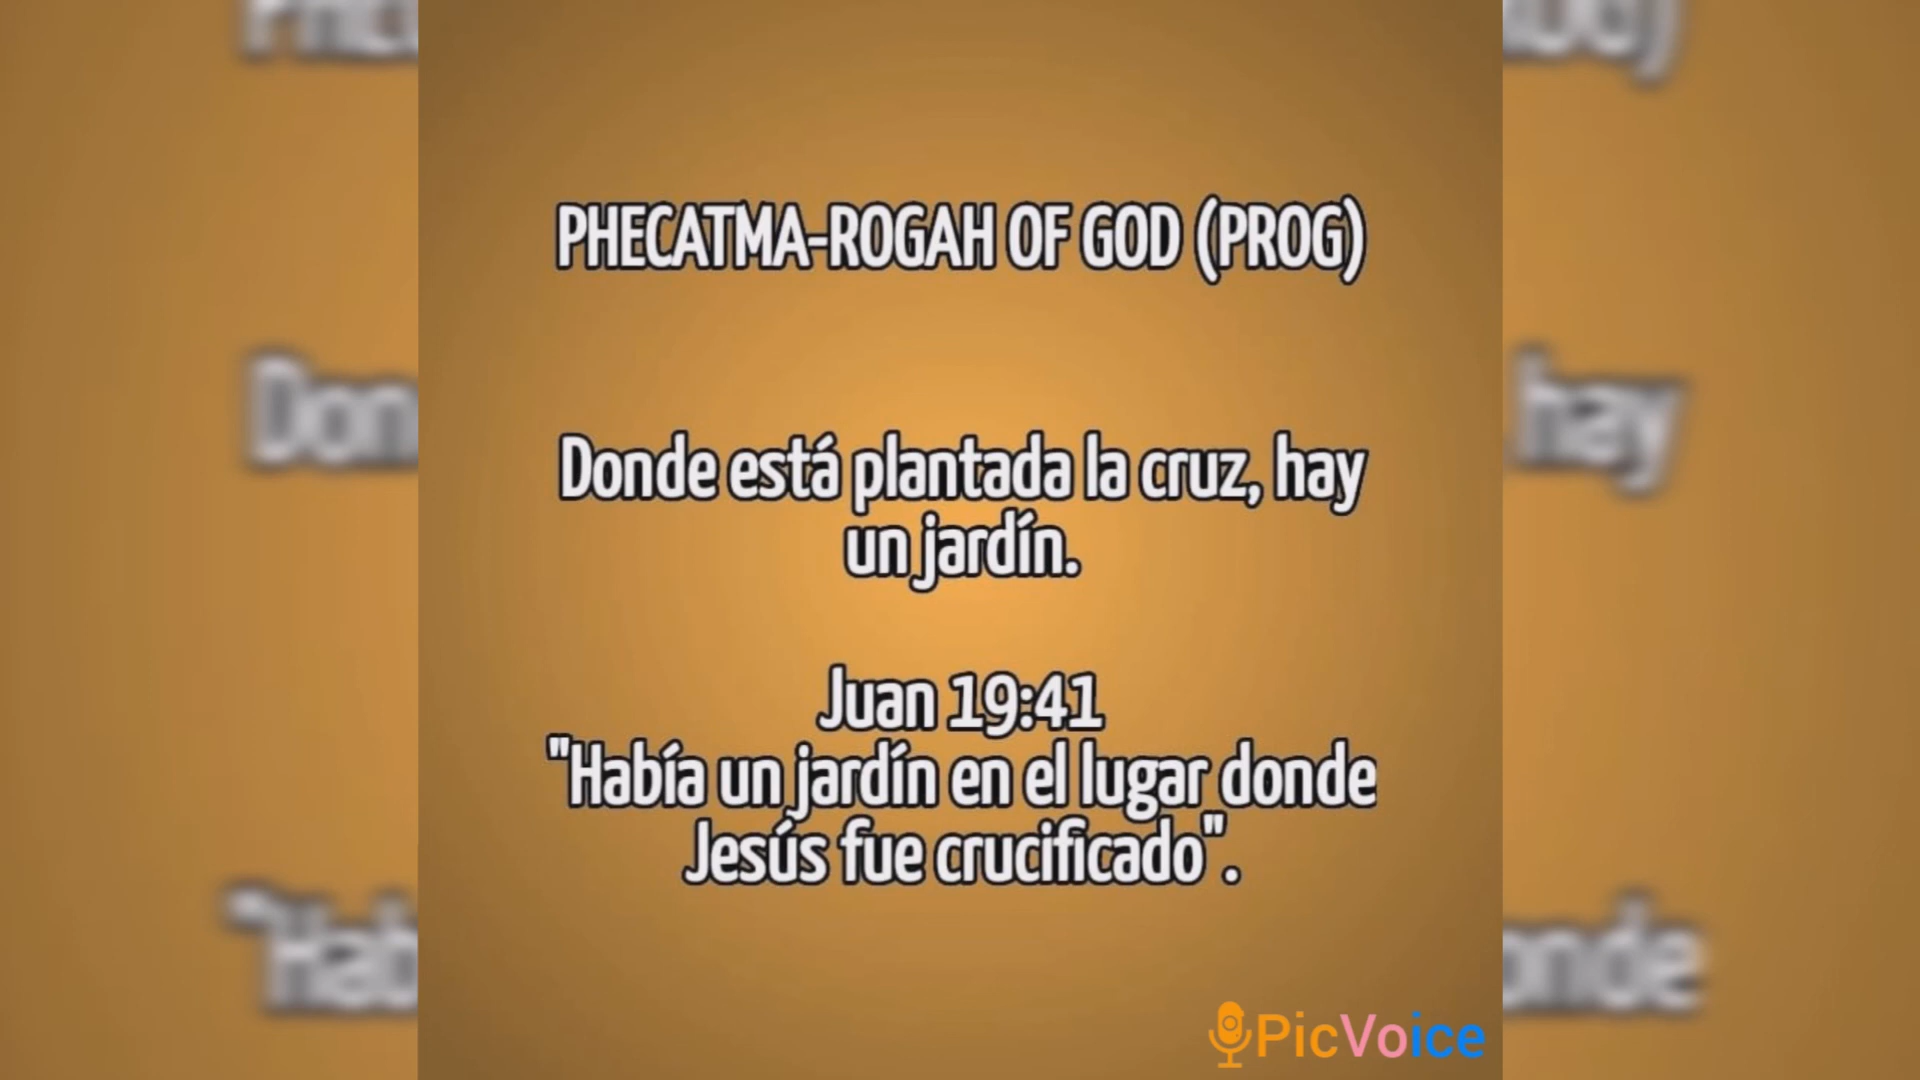 PHECATMA-ROGAH OF GOD (PROG)
Donde está plantada la cruz, hay
un jardín.
Juan 19:41
"Había un jardín en el lugar donde
Jesús fue crucificado".
PicVoice